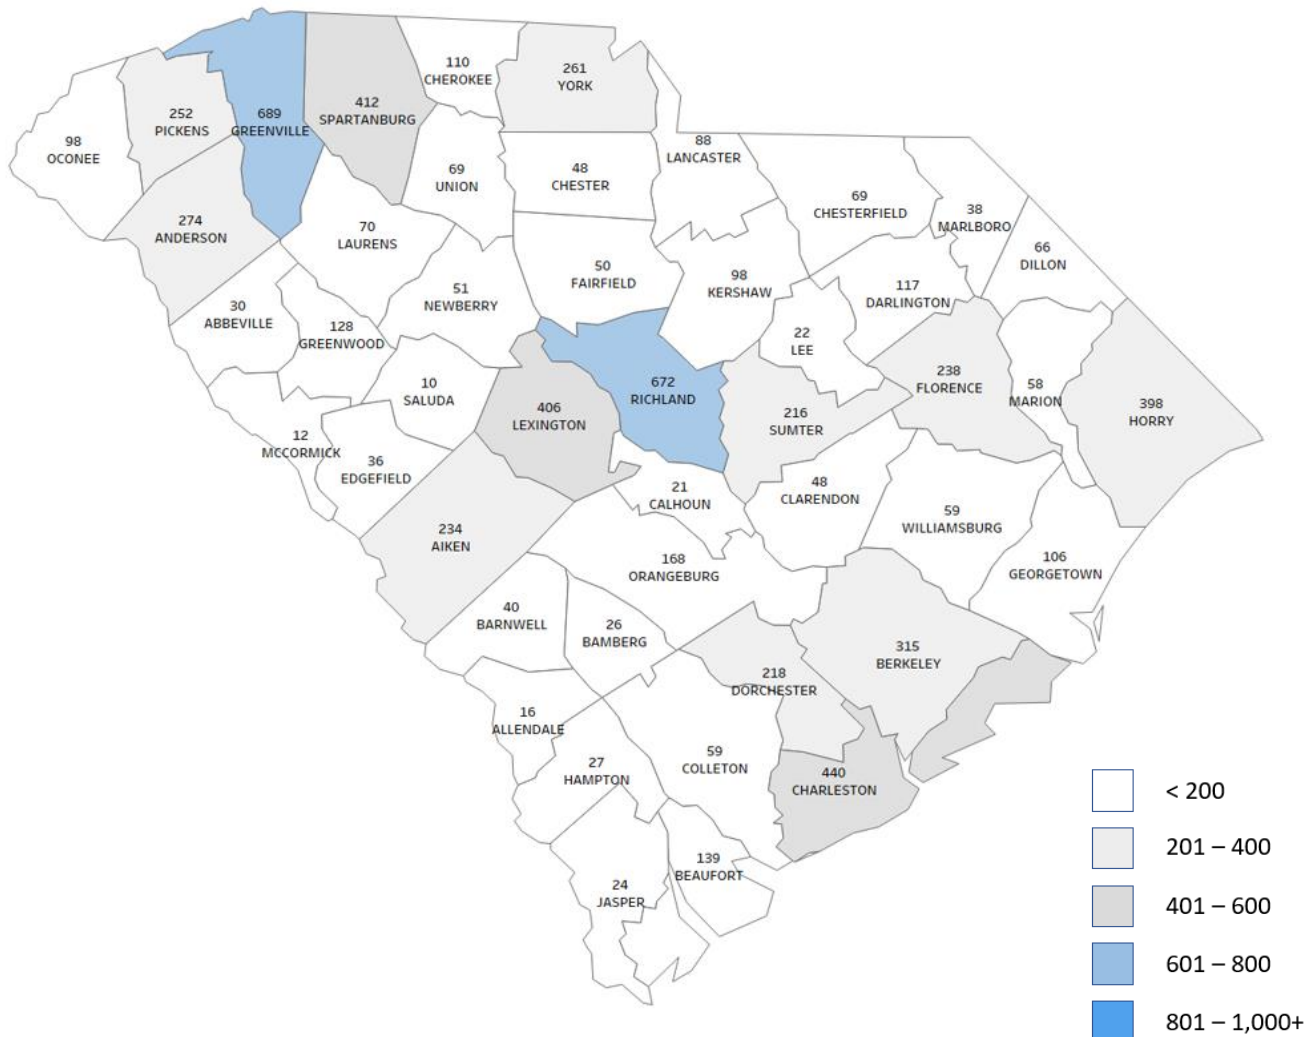 110
CHEROKEE
261
YORK
412
SPARTANBURG
252
PICKENS
689
GREENVILLE
98
OCONEE
88
LANCASTER
69
UNION
48
CHESTER
69
CHESTERFIELD
38
MARLBORO
274
ANDERSON
70
LAURENS
66
DILLON
50
FAIRFIELD
98
KERSHAW
117
DARLINGTON
51
NEWBERRY
30
ABBEVILLE
128
GREENWOOD
22
LEE
10
SALUDA
672
RICHLAND
238
FLORENCE
58
MARION
398
HORRY
406
LEXINGTON
216
SUMTER
12
MCCORMICK
36
EDGEFIELD
21
CALHOUN
48
CLARENDON
59
WILLIAMSBURG
234
AIKEN
168
ORANGEBURG
106
GEORGETOWN
40
BARNWELL
26
BAMBERG
315
BERKELEY
218
DORCHESTER
16
ALLENDALE
27
HAMPTON
59
COLLETON
440
CHARLESTON
139
BEAUFORT
24
JASPER
< 200
201 – 400
401 – 600
601 – 800
801 – 1,000+